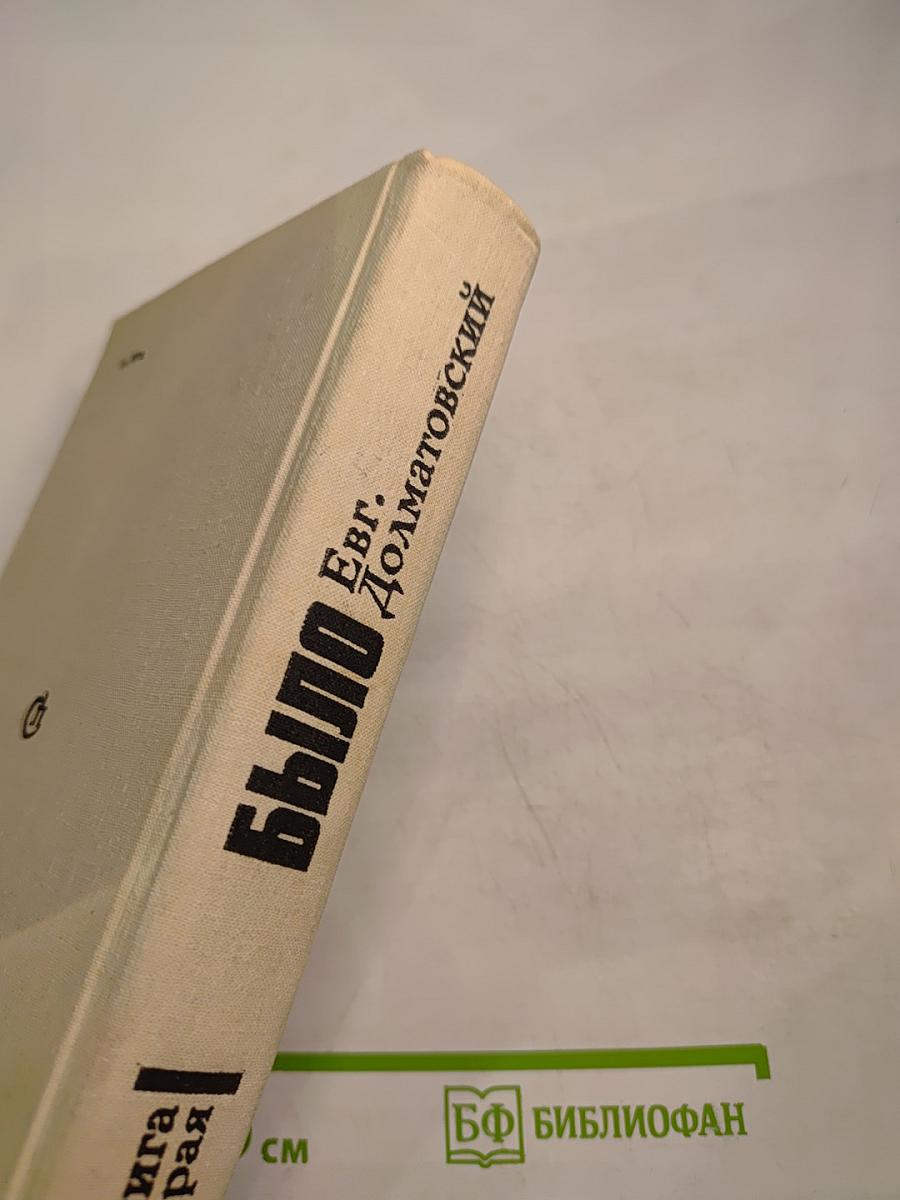 Евг.
Долматовский
БЫЛО
ига
рая
см
БФ БИБЛИОФАН